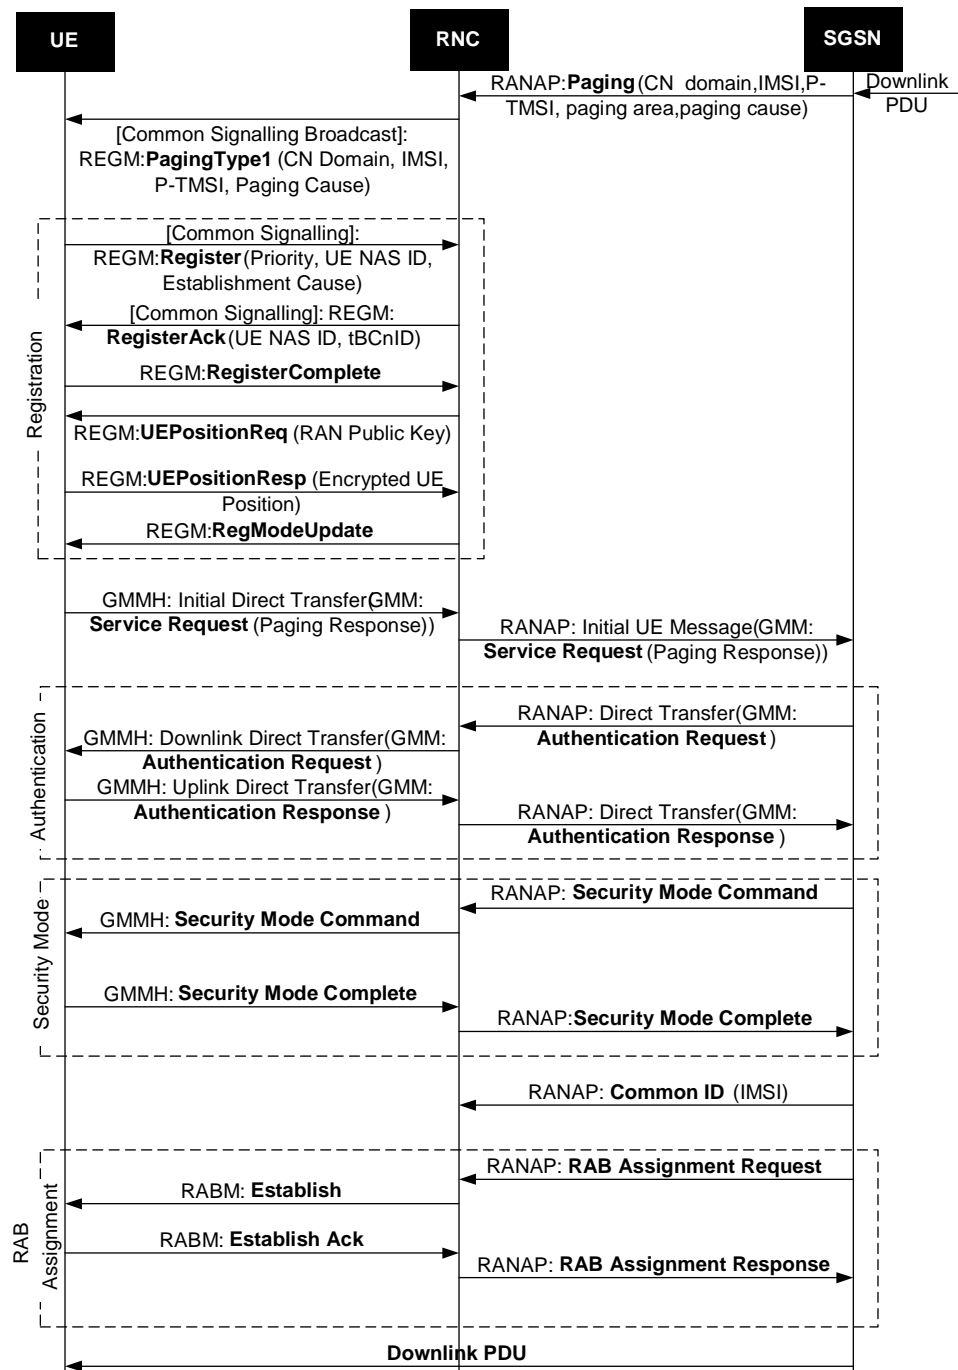 UE
RNC
SGSN
RANAP:Paging(CN domain,IMSI,P-
TMSI, paging area,paging cause)
Downlink
PDU
[Common Signalling Broadcast]:
REGM:PagingType1 (CN Domain, IMSI,
P-TMSI, Paging Cause)
Registration
[Common Signalling]:
REGM:Register(Priority, UE NAS ID,
Establishment Cause)
[Common Signalling]: REGM:
RegisterAck(UE NAS ID, tBCnID)
REGM:RegisterComplete
REGM:UEPositionReq (RAN Public Key)
REGM:UEPositionResp (Encrypted UE
Position)
REGM:RegModeUpdate
GMMH: Initial Direct Transfer(GMM:
Service Request (Paging Response))
RANAP: Initial UE Message(GMM:
Service Request (Paging Response))
Authentication
RANAP: Direct Transfer(GMM:
Authentication Request )
GMMH: Downlink Direct Transfer(GMM:
Authentication Request )
GMMH: Uplink Direct Transfer(GMM:
Authentication Response )
RANAP: Direct Transfer(GMM:
Authentication Response )
Security Mode
RANAP: Security Mode Command
GMMH: Security Mode Command
GMMH: Security Mode Complete
RANAP:Security Mode Complete
RANAP: Common ID (IMSI)
RAB
Assignment
RANAP: RAB Assignment Request
RABM: Establish
RABM: Establish Ack
RANAP: RAB Assignment Response
Downlink PDU